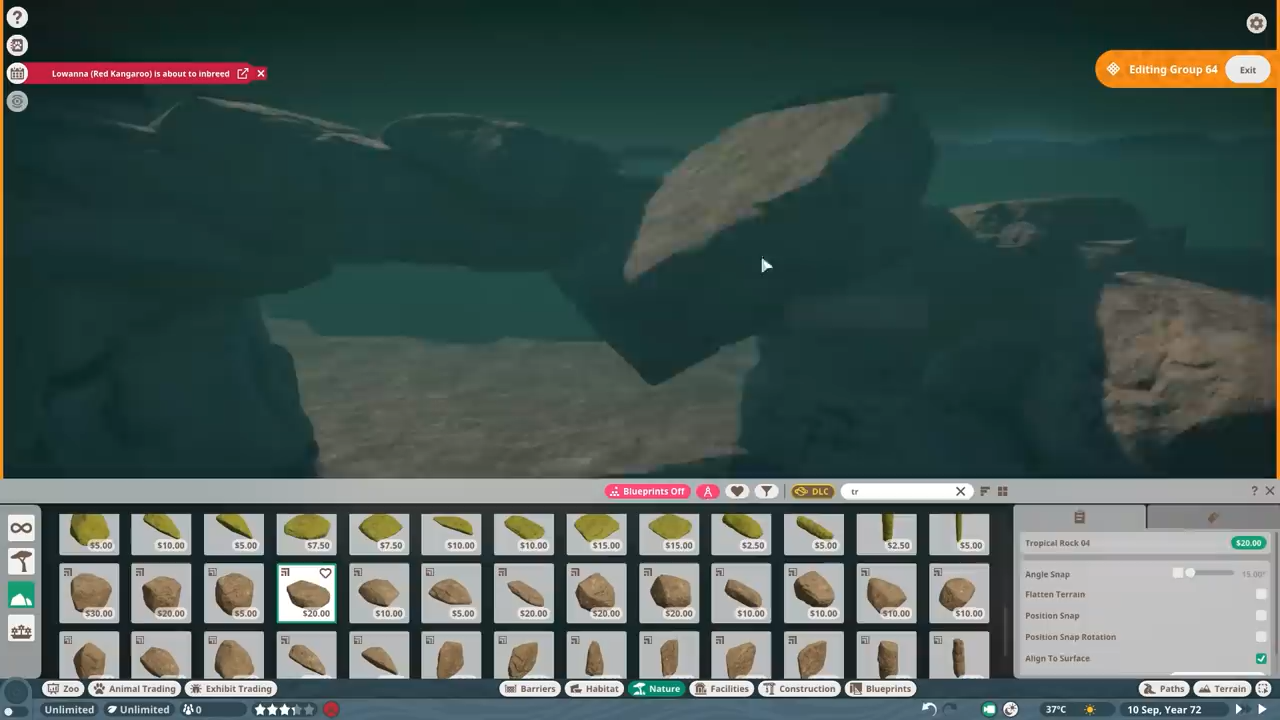 Lowanna (Red Kangaroo) is about to inbreed
Editing Group 64
Exit
Blueprints Off
DLC
tr
$5.00 $10.00 $5.00 $7.50 $7.50 $10.00 $10.00 $15.00 $15.00 $2.50 $5.00 $2.50 $5.00
$30.00 $20.00 $5.00 $20.00 $10.00 $5.00 $20.00 $20.00 $20.00 $10.00 $10.00 $10.00 $10.00
Tropical Rock 04
$20.00
Angle Snap
15.00°
Flatten Terrain
Position Snap
Position Snap Rotation
Align To Surface
Zoo Animal Trading Exhibit Trading Barriers Habitat Nature Facilities Construction Blueprints Paths Terrain
Unlimited Unlimited 0 37°C 10 Sep, Year 72